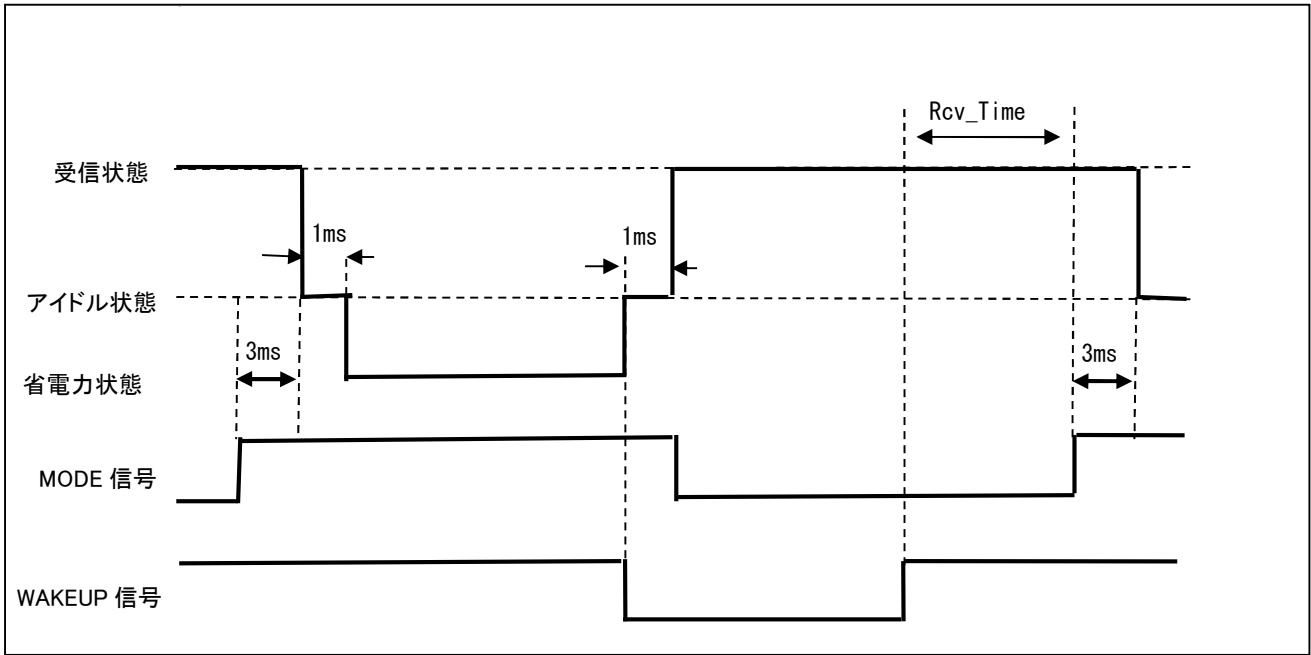 Rcv_Time
受信状態
1ms
1ms
アイドル状態
3ms
3ms
省電力状態
MODE 信号
WAKEUP 信号